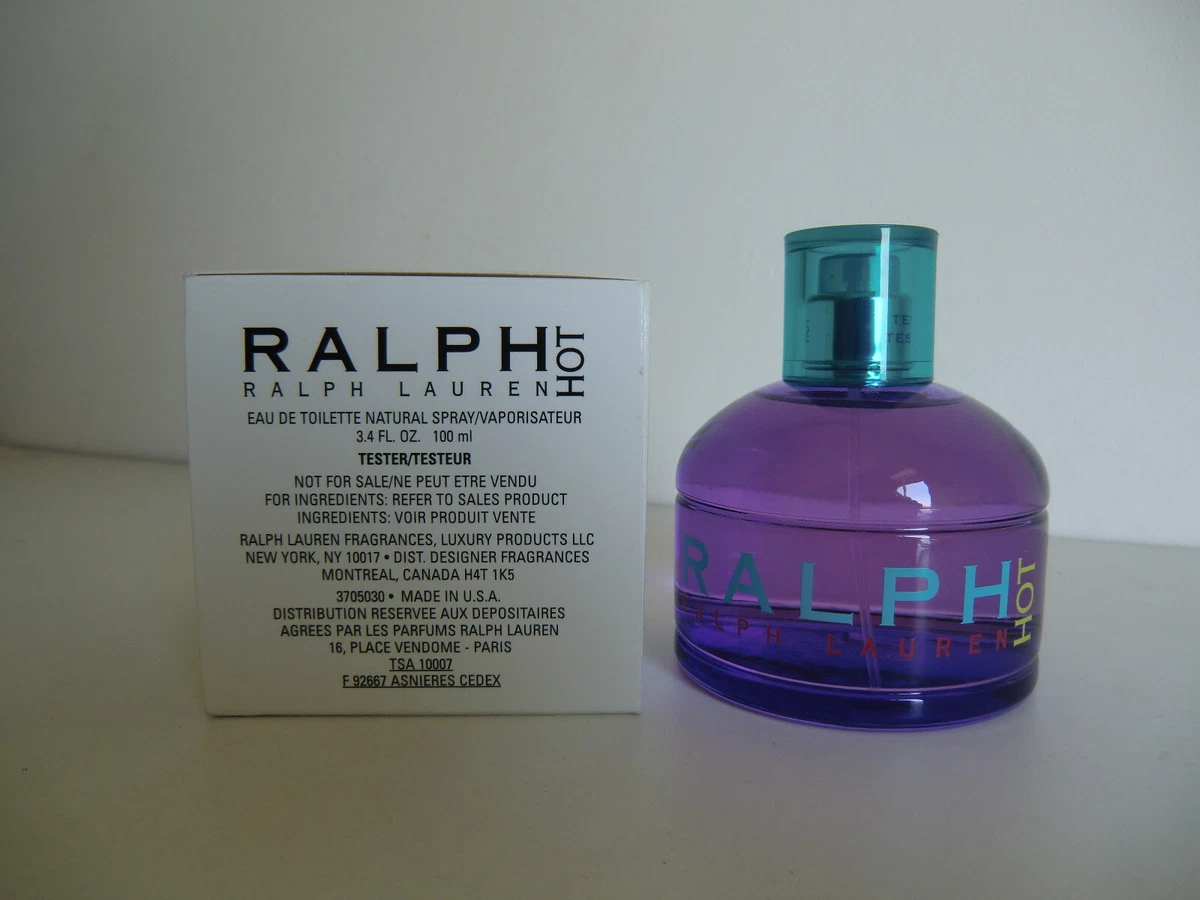 RALPH HOT
RALPH LAUREN
EAU DE TOILETTE NATURAL SPRAY/VAPORISATEUR
3.4 FL. OZ. 100 ml
TESTER/TESTEUR
NOT FOR SALE/NE PEUT ETRE VENDU
FOR INGREDIENTS: REFER TO SALES PRODUCT
INGREDIENTS: VOIR PRODUIT VENTE
RALPH LAUREN FRAGRANCES, LUXURY PRODUCTS LLC
NEW YORK, NY 10017 • DIST. DESIGNER FRAGRANCES
MONTREAL, CANADA H4T 1K5
3705030 • MADE IN U.S.A.
DISTRIBUTION RESERVEE AUX DEPOSITAIRES
AGREES PAR LES PARFUMS RALPH LAUREN
16, PLACE VENDOME - PARIS
TSA 10007
F 92667 ASNIERES CEDEX
RALPH HOT
RALPH LAUREN